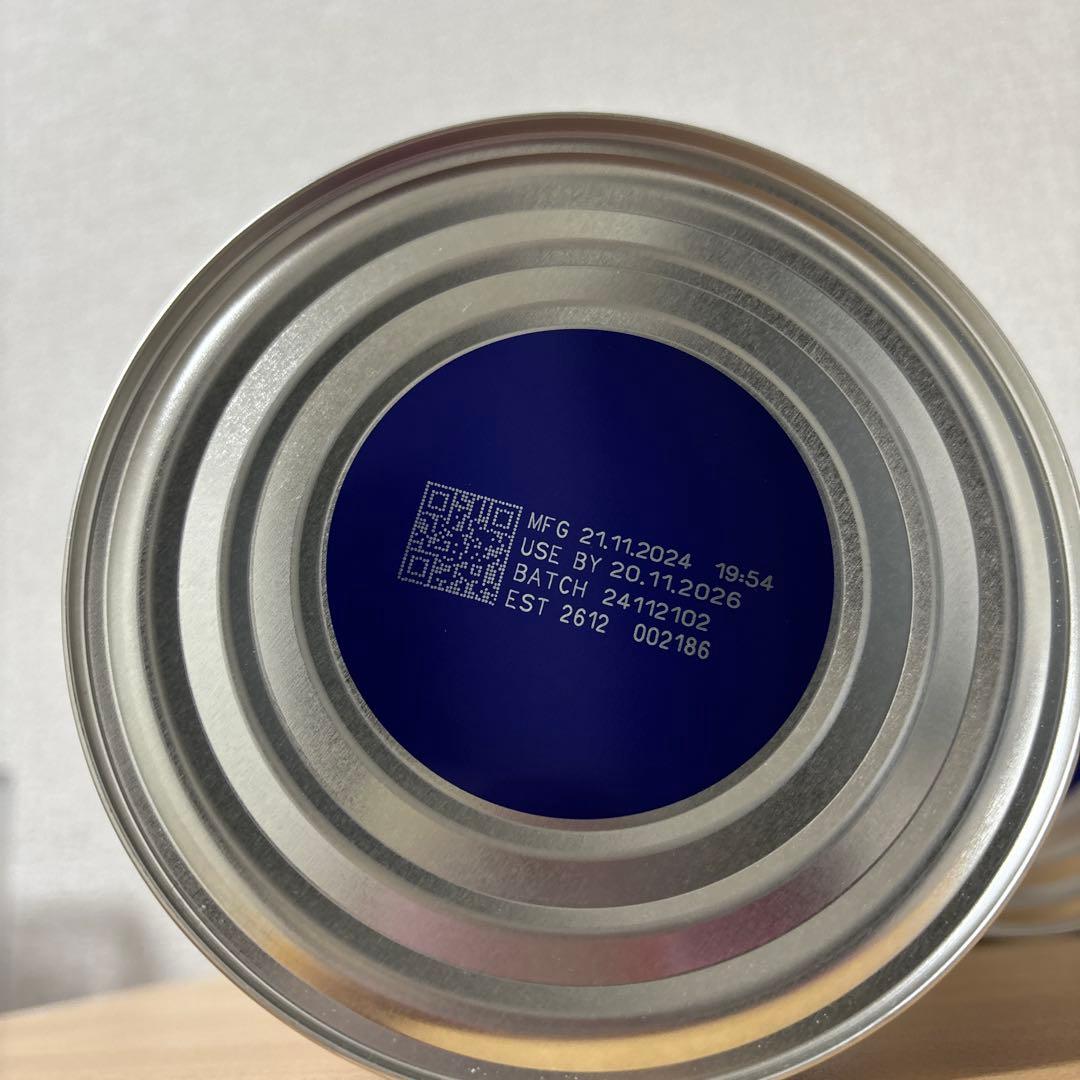 MFG 21.11.2024 19:54
USE BY 20.11.2026
BATCH 24112102
EST 2612 002186